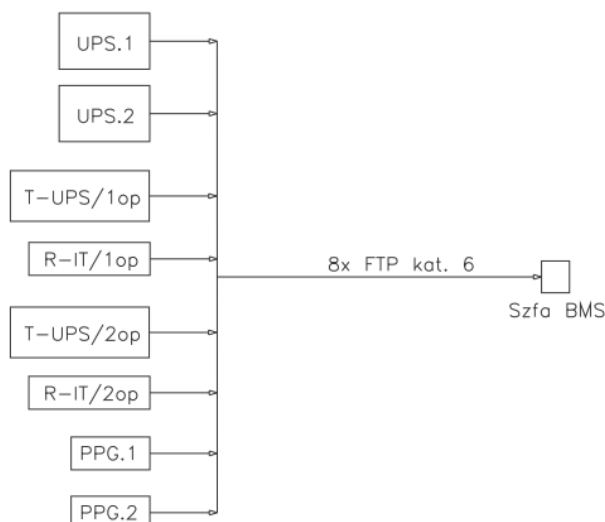 UPS.1
UPS.2
T-UPS/1op
R-IT/1op
8x FTP kat. 6
Szfa BMS
T-UPS/2op
R-IT/2op
PPG.1
PPG.2